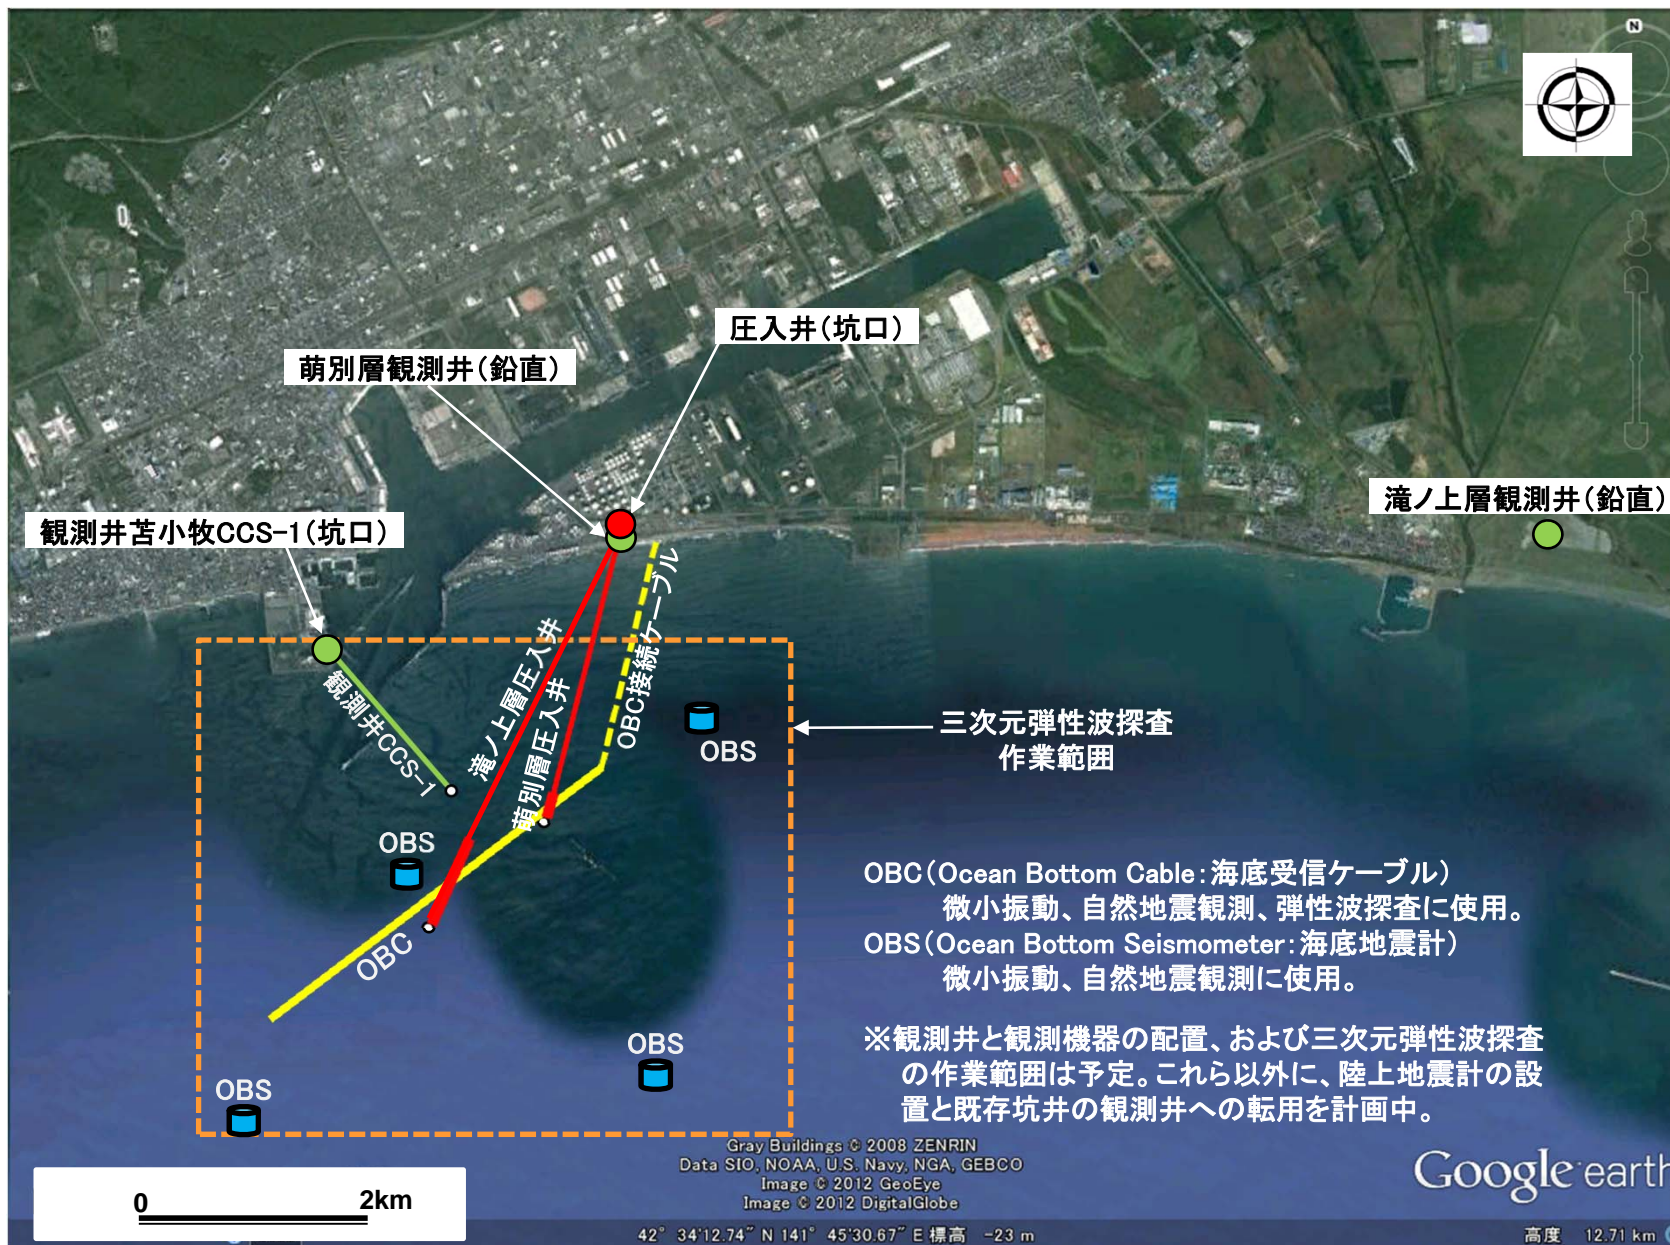 N
圧入井(坑口)
萌別層観測井(鉛直)
滝ノ上層観測井(鉛直)
観測井苫小牧CCS-1(坑口)
観測井CCS-1
滝ノ上層圧入井
萌別層圧入井
OBC接続ケーブル
OBS
三次元弾性波探査
作業範囲
OBS
OBC
OBC(Ocean Bottom Cable:海底受信ケーブル)
微小振動、自然地震観測、弾性波探査に使用。
OBS(Ocean Bottom Seismometer:海底地震計)
微小振動、自然地震観測に使用。
※観測井と観測機器の配置、および三次元弾性波探査
の作業範囲は予定。これら以外に、陸上地震計の設
置と既存坑井の観測井への転用を計画中。
OBS
OBS
Gray Buildings © 2008 ZENRIN
Data SIO, NOAA, U.S. Navy, NGA, GEBCO
Image © 2012 GeoEye
Image © 2012 DigitalGlobe
Google earth
0 2km
42° 34'12.74" N 141° 45'30.67" E 標高 -23 m
高度 12.71 km